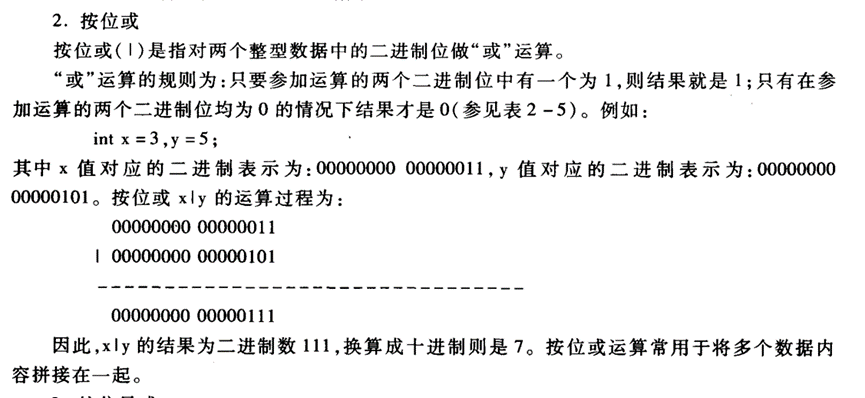 2. 按位或
按位或(|)是指对两个整型数据中的二进制位做“或”运算。
“或”运算的规则为:只要参加运算的两个二进制位中有一个为1,则结果就是1;只有在参
加运算的两个二进制位均为0的情况下结果才是0(参见表2-5)。例如:
int x=3,y=5;
其中x值对应的二进制表示为:00000000 00000011,y值对应的二进制表示为:00000000
00000101。按位或x|y的运算过程为:
00000000 00000011
| 00000000 00000101
---------------------------------
00000000 00000111
因此,x|y的结果为二进制数111,换算成十进制则是7。按位或运算常用于将多个数据内
容拼接在一起。